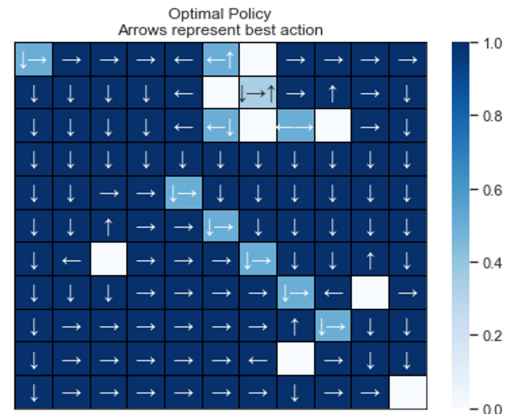 Optimal Policy
Arrows represent best action
↓→ → → → ← ←↑ → → → →
↓ ↓ ↓ ↓ ← ↓→↑ → ↑ → ↓
↓ ↓ ↓ ↓ ← ←↓ ←→ → ↓
↓ ↓ ↓ ↓ ↓ ↓ ↓ ↓ ↓ ↓ ↓
↓ ↓ → → ↓→ ↓ ↓ ↓ ↓ ↓ ↓
↓ ↓ ↑ → → ↓→ ↓ ↓ ↓ ↓ ↓
↓ ← → → → ↓→ ↓ ↓ ↑ ↓
↓ ↓ ↓ → → → → ↓→ ← →
↓ → → → → → → ↑ ↓→ ↓ ↓
↓ → → → → → ← → ↓ ↓
↓ → → → → → → ↓ → →
1.0
0.8
0.6
0.4
0.2
0.0